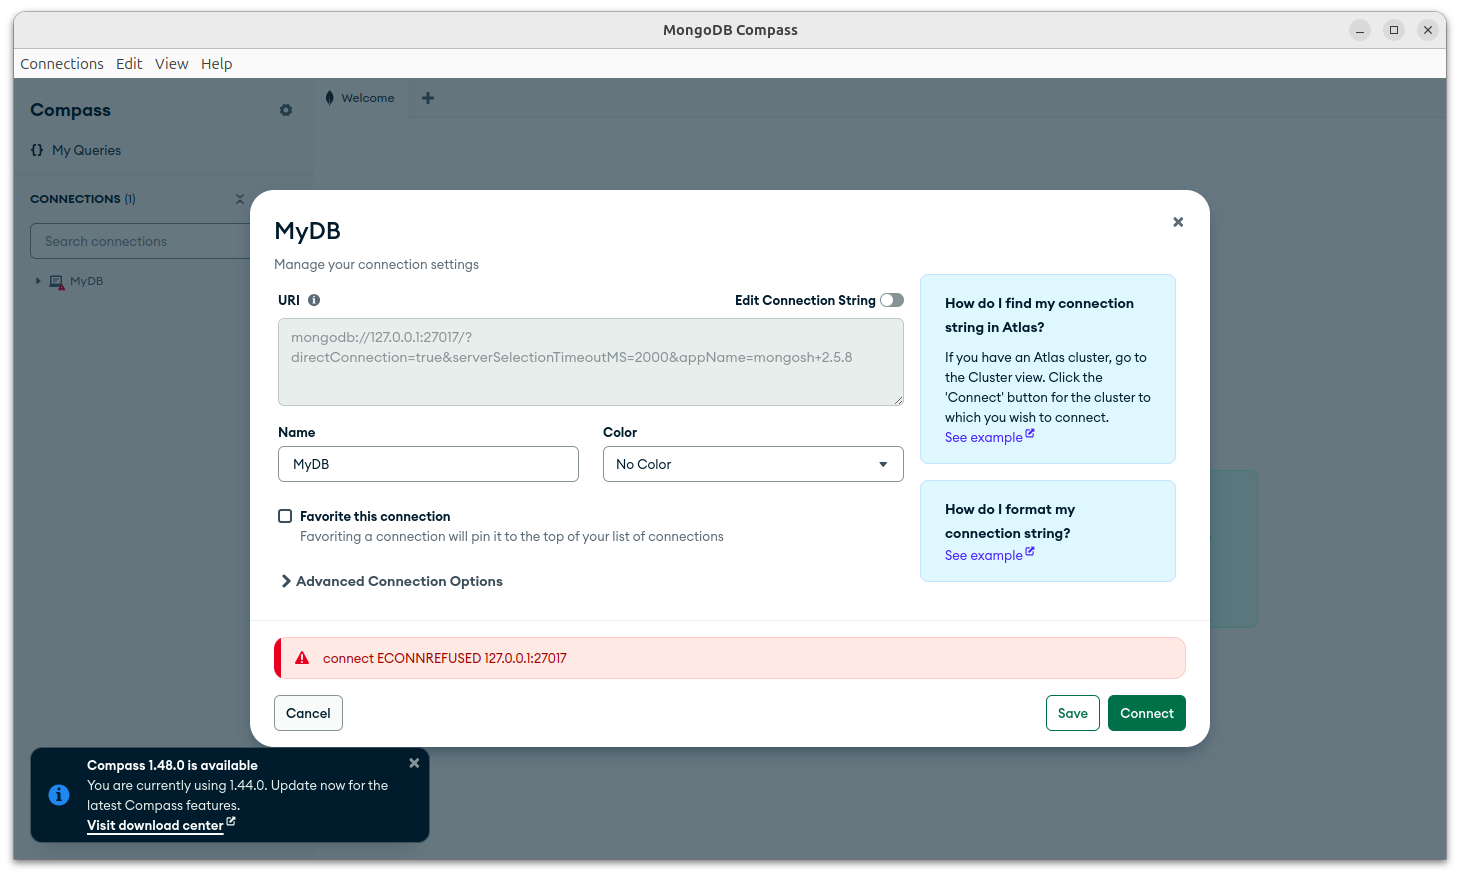 MongoDB Compass
Connections Edit View Help
Compass
Welcome
{} My Queries
CONNECTIONS (1)
Search connections
MyDB
MyDB
Manage your connection settings
URI
Edit Connection String
mongodb://127.0.0.1:27017/?
directConnection=true&serverSelectionTimeoutMS=2000&appName=mongosh+2.5.8
Name
Color
MyDB
No Color
Favorite this connection
Favoriting a connection will pin it to the top of your list of connections
Advanced Connection Options
How do I find my connection
string in Atlas?
If you have an Atlas cluster, go to
the Cluster view. Click the
'Connect' button for the cluster to
which you wish to connect.
See example
How do I format my
connection string?
See example
connect ECONNREFUSED 127.0.0.1:27017
Cancel
Save
Connect
Compass 1.48.0 is available
You are currently using 1.44.0. Update now for the
latest Compass features.
Visit download center